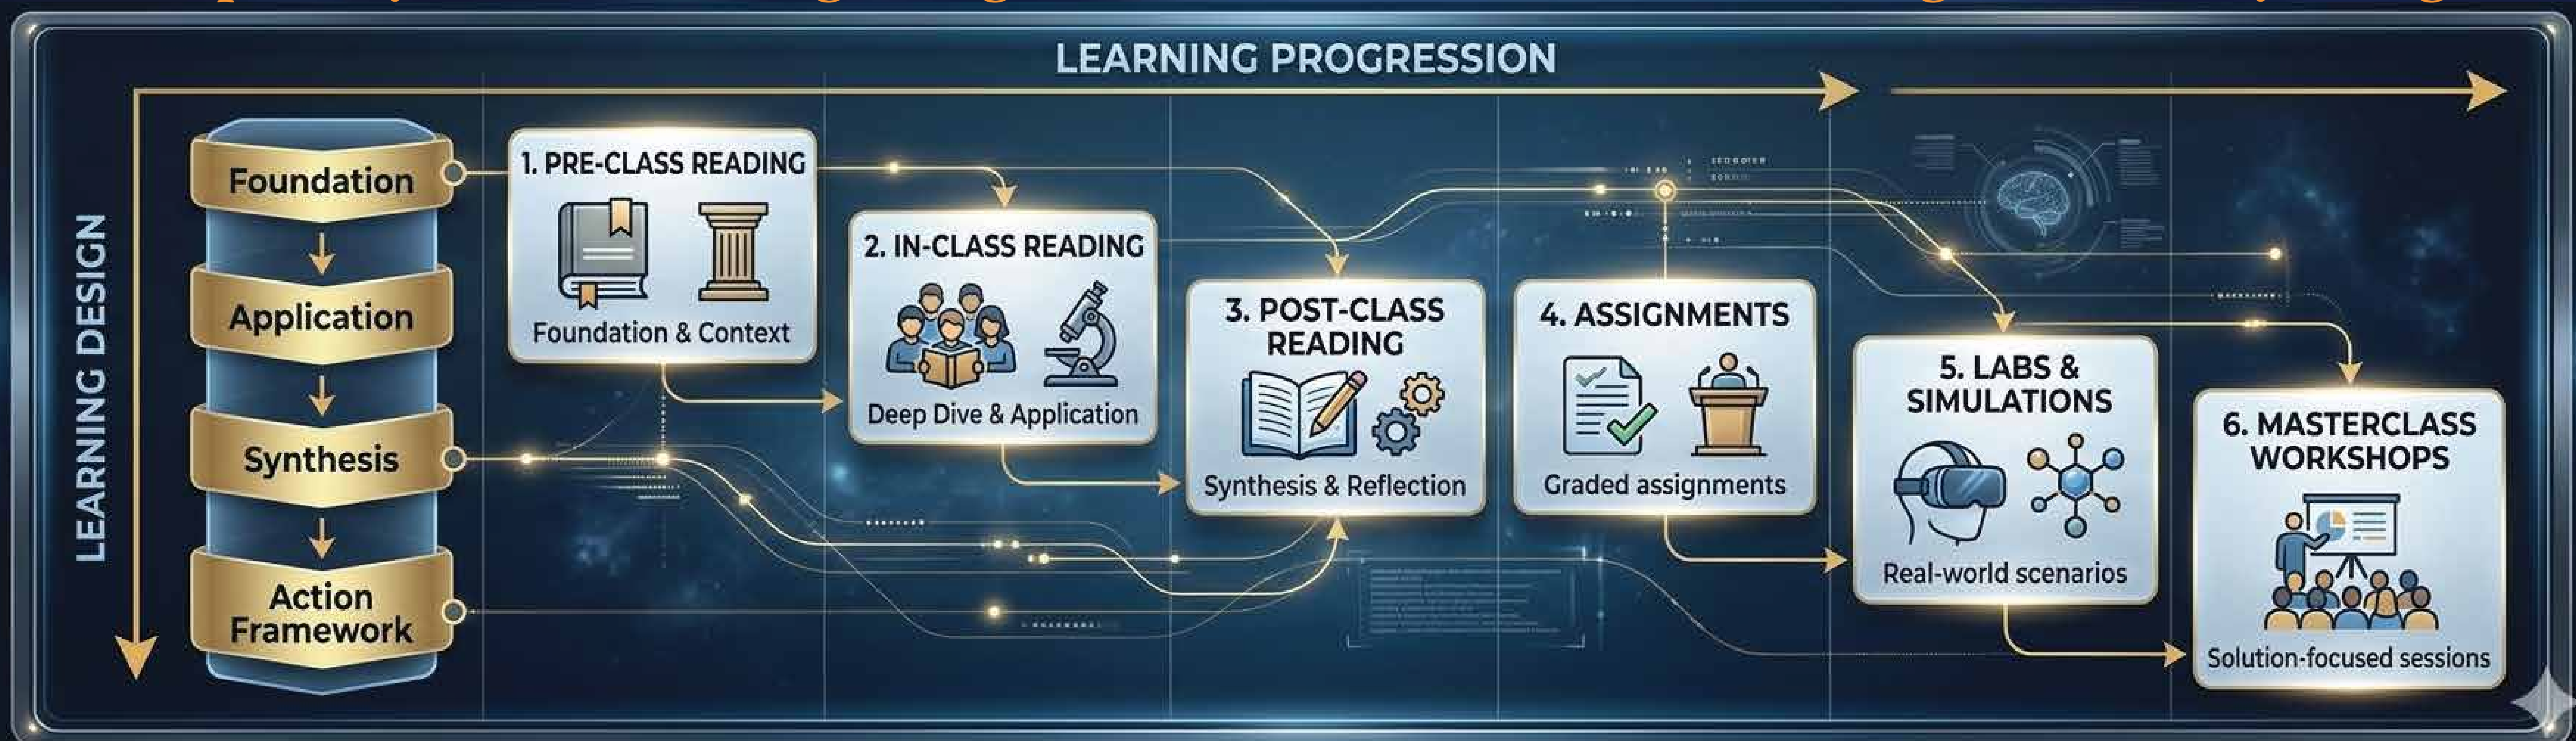 LEARNING PROGRESSION
LEARNING DESIGN
Foundation
Application
Synthesis
Action
Framework
1. PRE-CLASS READING
Foundation & Context
2. IN-CLASS READING
Deep Dive & Application
3. POST-CLASS
READING
Synthesis & Reflection
4. ASSIGNMENTS
Graded assignments
5. LABS &
SIMULATIONS
Real-world scenarios
6. MASTERCLASS
WORKSHOPS
Solution-focused sessions